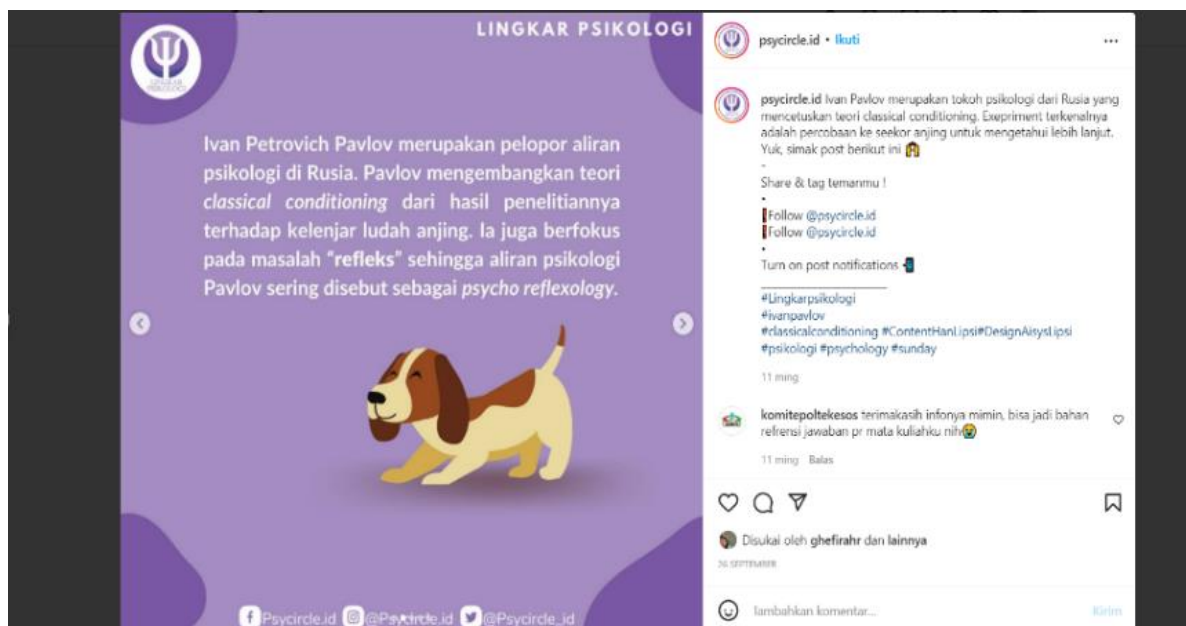 LINGKAR PSIKOLOGI
LINGKAR
PSIKOLOGI
Ivan Petrovich Pavlov merupakan pelopor aliran
psikologi di Rusia. Pavlov mengembangkan teori
classical conditioning dari hasil penelitiannya
terhadap kelenjar ludah anjing. Ia juga berfokus
pada masalah "refleks" sehingga aliran psikologi
Pavlov sering disebut sebagai psycho reflexology.
Psycircle.id @Psycircle.id @Psycircle_id
psycircle.id • Ikuti
psycircle.id Ivan Pavlov merupakan tokoh psikologi dari Rusia yang
mencetuskan teori classical conditioning. Exepriment terkenalnya
adalah percobaan ke seekor anjing untuk mengetahui lebih lanjut.
Yuk, simak post berikut ini
-
Share & tag temanmu !
•
Follow @psycircle.id
Follow @psycircle.id
•
Turn on post notifications
#Lingkarpsikologi
#ivanpavlov
#classicalconditioning #ContentHanLipsi#DesignAisysLipsi
#psikologi #psychology #sunday
11 ming
komitepoltekesos terimakasih infonya mimin, bisa jadi bahan
refrensi jawaban pr mata kuliahku nih
11 ming Balas
Disukai oleh ghefirahr dan lainnya
26 SEPTEMBER
Tambahkan komentar...
Kirim